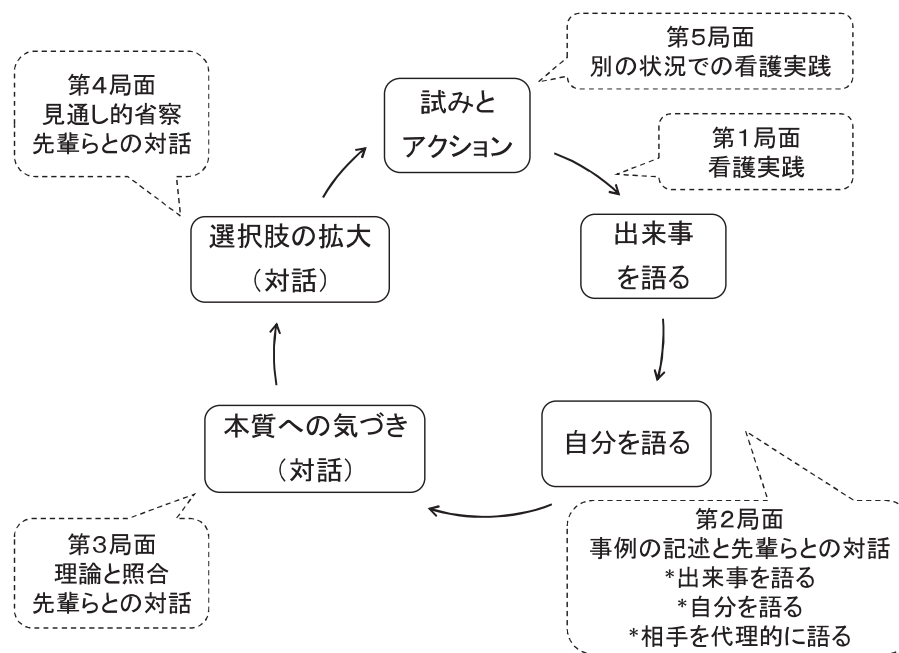 第5局面
別の状況での看護実践
第4局面
見通し的省察
先輩らとの対話
試みと
アクション
第1局面
看護実践
選択肢の拡大
（対話）
出来事
を語る
本質への気づき
（対話）
自分を語る
第3局面
理論と照合
先輩らとの対話
第2局面
事例の記述と先輩らとの対話
*出来事を語る
*自分を語る
*相手を代理的に語る